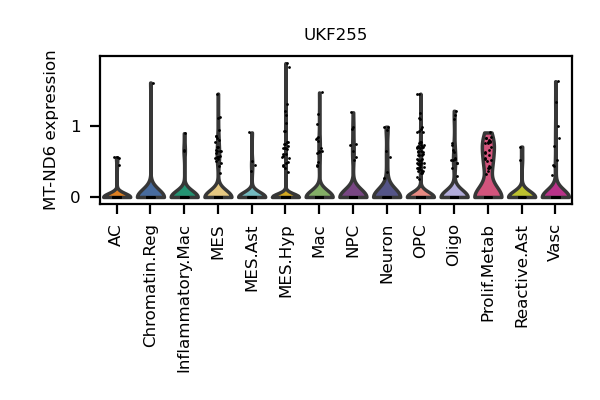 UKF255
MT-ND6 expression
1
0
AC
Chromatin.Reg
Inflammatory.Mac
MES
MES.Ast
MES.Hyp
Mac
NPC
Neuron
OPC
Oligo
Prolif.Metab
Reactive.Ast
Vasc